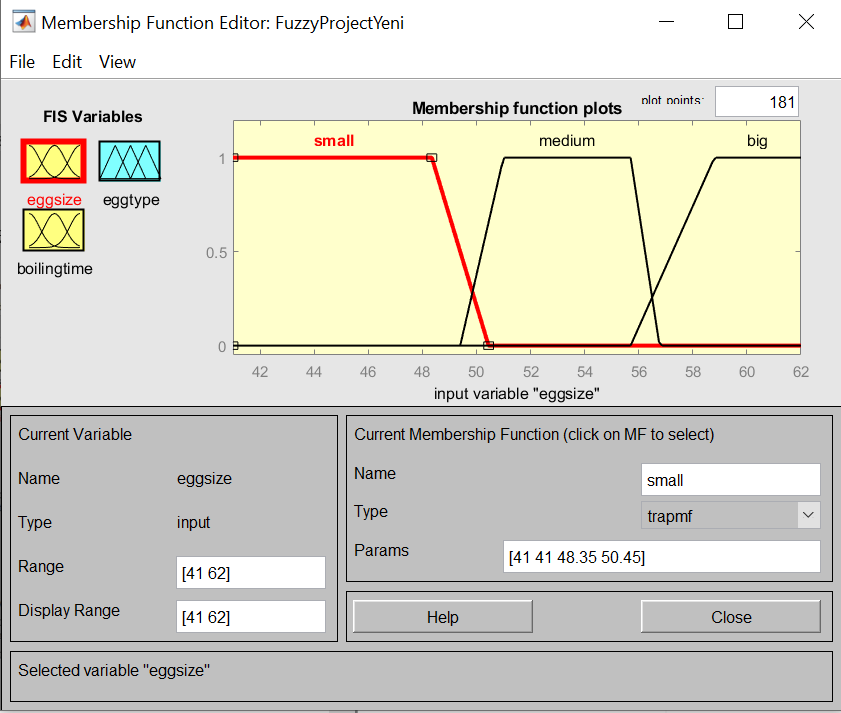 Membership Function Editor: FuzzyProjectYeni
File Edit View
FIS Variables
eggsize
eggtype
boilingtime
Membership function plots
plot points:
181
small
medium
big
1
0.5
0
42 44 46 48 50 52 54 56 58 60 62
input variable "eggsize"
Current Variable
Name eggsize
Type input
Range [41 62]
Display Range [41 62]
Current Membership Function (click on MF to select)
Name small
Type trapmf
Params [41 41 48.35 50.45]
Help
Close
Selected variable "eggsize"